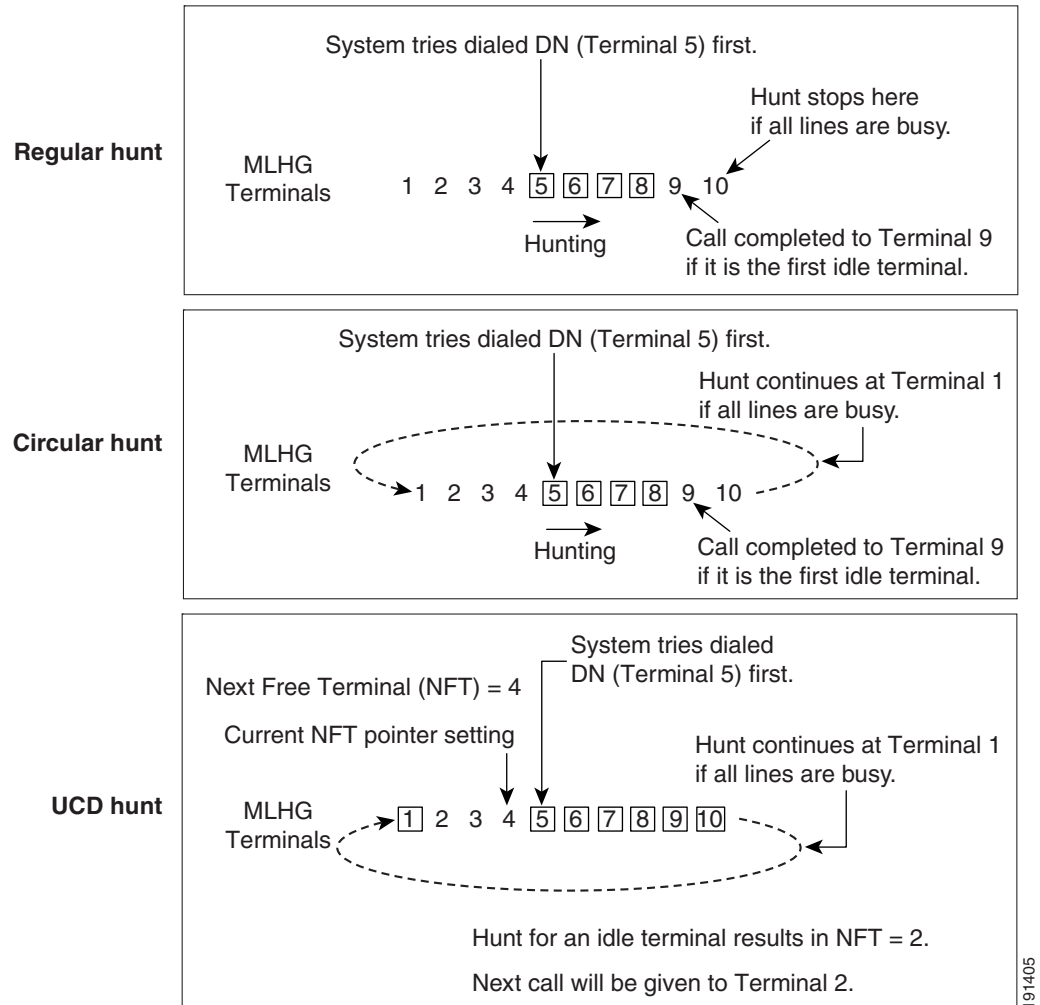 System tries dialed DN (Terminal 5) first.
Hunt stops here
if all lines are busy.
Regular hunt
MLHG
Terminals
1 2 3 4 5 6 7 8 9 10
Hunting
Call completed to Terminal 9
if it is the first idle terminal.
System tries dialed DN (Terminal 5) first.
Hunt continues at Terminal 1
if all lines are busy.
Circular hunt
MLHG
Terminals
1 2 3 4 5 6 7 8 9 10
Hunting
Call completed to Terminal 9
if it is the first idle terminal.
System tries dialed
DN (Terminal 5) first.
Next Free Terminal (NFT) = 4
Current NFT pointer setting
Hunt continues at Terminal 1
if all lines are busy.
UCD hunt
MLHG
Terminals
1 2 3 4 5 6 7 8 9 10
Hunt for an idle terminal results in NFT = 2.
Next call will be given to Terminal 2.
191405